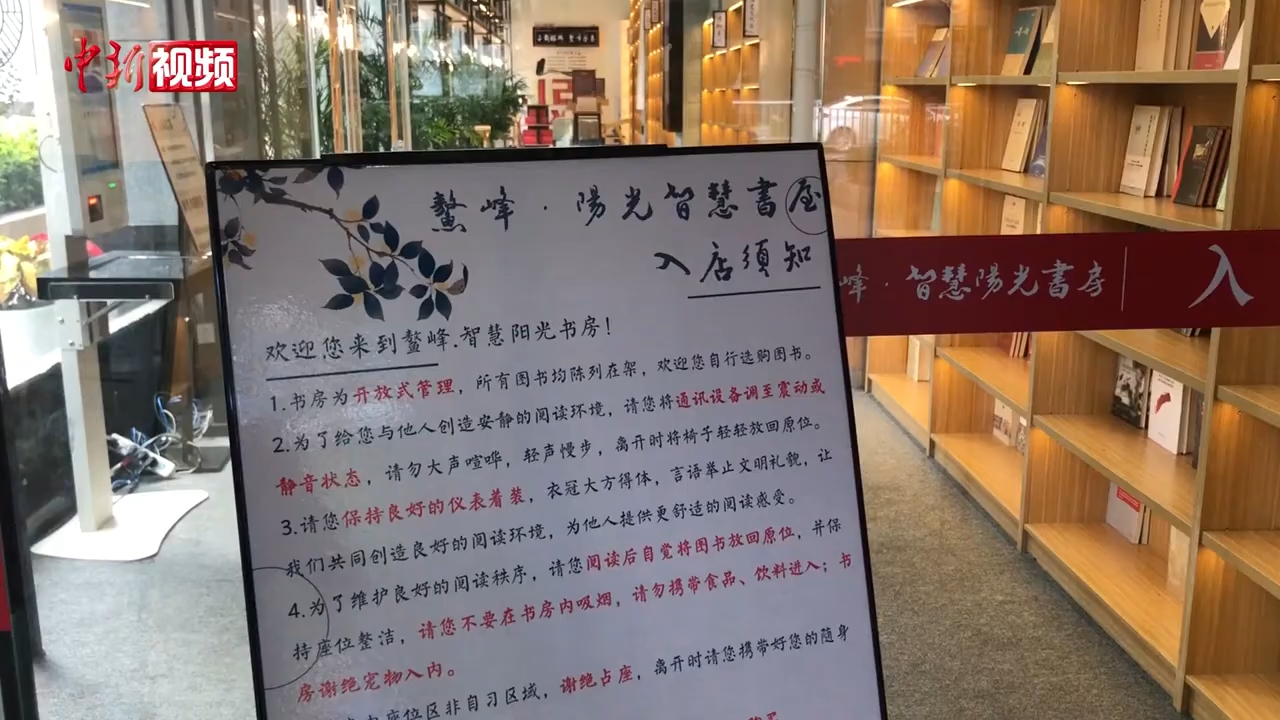 中新视频
鳌峰·陽光智慧書屋
入店須知
欢迎您来到鳌峰.智慧阳光书房!
1.书房为开放式管理,所有图书均陈列在架,欢迎您自行选购图书。
2.为了给您与他人创造安静的阅读环境,请您将通讯设备调至震动或
静音状态,请勿大声喧哗,轻声慢步,离开时将椅子轻轻放回原位。
3.请您保持良好的仪表着装,衣冠大方得体,言语举止文明礼貌,让
我们共同创造良好的阅读环境,为他人提供更舒适的阅读感受。
4.为了维护良好的阅读秩序,请您阅读后自觉将图书放回原位,并保
持座位整洁,请您不要在书房内吸烟,请勿携带食品、饮料进入;书
房谢绝宠物入内。
座位区非自习区域,谢绝占座,离开时请您携带好您的随身
峰·智慧陽光書房 入